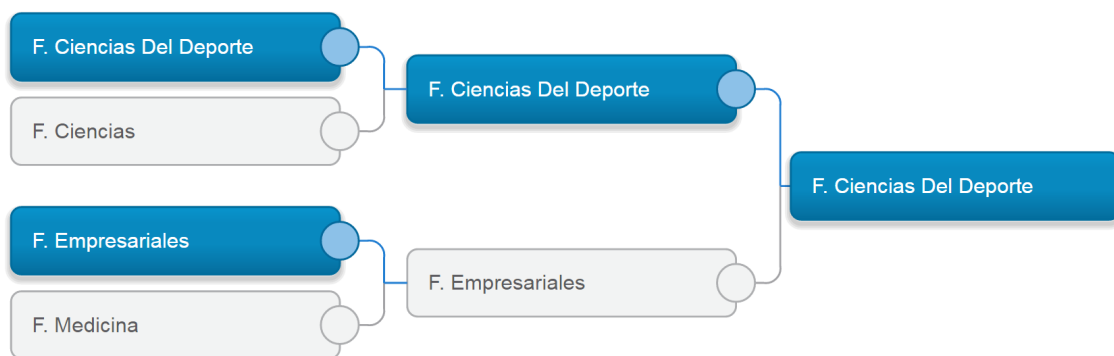 F. Ciencias Del Deporte
F. Ciencias
F. Empresariales
F. Medicina
F. Ciencias Del Deporte
F. Empresariales
F. Ciencias Del Deporte